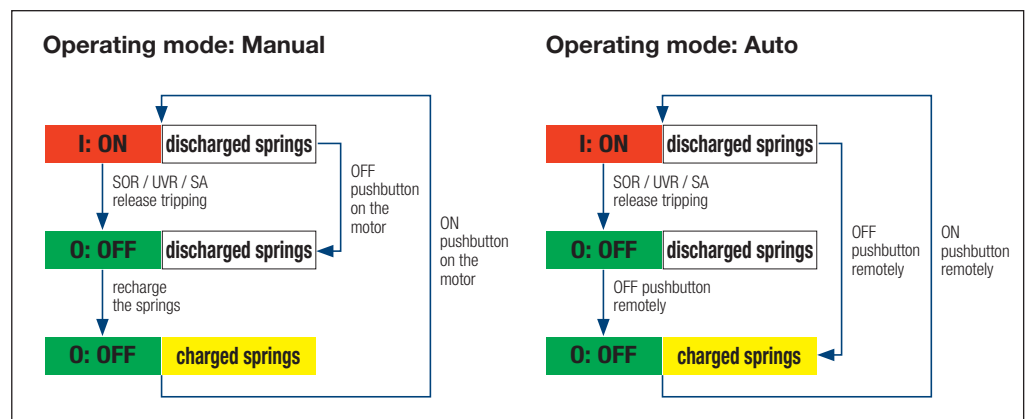 Operating mode: Manual
I: ON
discharged springs
SOR / UVR / SA
release tripping
OFF
pushbutton
on the
motor
ON
pushbutton
on the
motor
O: OFF
discharged springs
recharge
the springs
O: OFF
charged springs
Operating mode: Auto
I: ON
discharged springs
SOR / UVR / SA
release tripping
OFF
pushbutton
remotely
ON
pushbutton
remotely
O: OFF
discharged springs
OFF pushbutton
remotely
O: OFF
charged springs